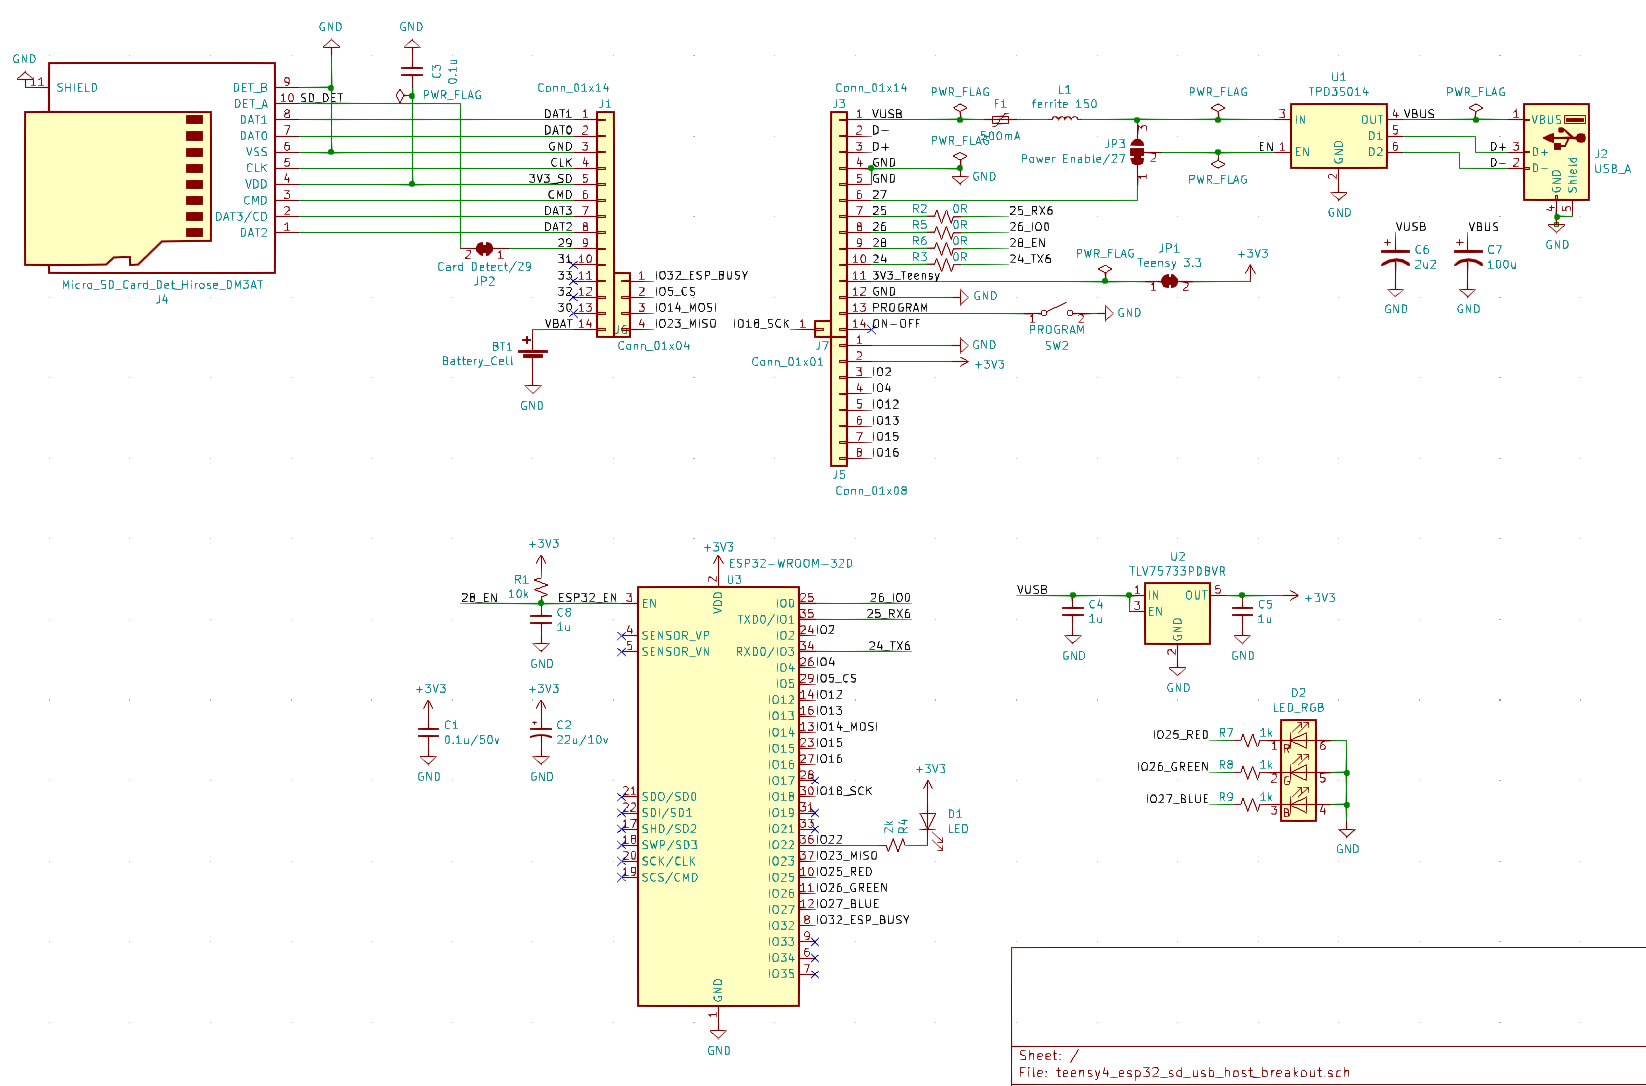 GND
GND
GND
11
SHIELD
DET_B 9
DET_A 10 SD_DET
DAT1 8
DAT0 7
VSS 6
CLK 5
VDD 4
CMD 3
DAT3/CD 2
DAT2 1
Micro_SD_Card_Det_Hirose_DM3AT
J4
C3
0.1u
PWR_FLAG
2 1
Card Detect/29
JP2
Conn_01x14
J1
DAT1 1
DAT0 2
GND 3
CLK 4
3V3_SD 5
CMD 6
DAT3 7
DAT2 8
29 9
31 10
33 11
32 12
30 13
VBAT 14
BT1
Battery_Cell
GND
1 IO32_ESP_BUSY
2 IO5_CS
3 IO14_MOSI
4 IO23_MISO
J6
Conn_01x04
IO18_SCK 1
J7
Conn_01x01
Conn_01x14
J3
1 VUSB
2 D-
3 D+
4 GND
5 GND
6 27
7 25
8 26
9 28
10 24
11 3V3_Teensy
12 GND
13 PROGRAM
14 ON-OFF
1
2
3 IO2
4 IO4
5 IO12
6 IO13
7 IO15
8 IO16
J5
Conn_01x08
PWR_FLAG
F1
500mA
L1
ferrite 150
PWR_FLAG
GND
JP3
Power Enable/27
3
2
1
PWR_FLAG
PWR_FLAG
R2 0R 25_RX6
R5 0R 26_IO0
R6 0R 28_EN
R3 0R 24_TX6
PWR_FLAG
JP1
Teensy 3.3
1 2
+3V3
GND
1 2
PROGRAM
SW2
GND
GND
+3V3
U1
TPD3S014
3 IN
EN 1 EN
OUT 4 VBUS
D1 5
D2 6
GND
2
GND
PWR_FLAG
1 VBUS
D+ 3 D+
D- 2 D-
GND
Shield
4 5
GND
J2
USB_A
VUSB
C6
2u2
GND
VBUS
C7
100u
GND
+3V3
R1
10k
28_EN
ESP32_EN
C8
1u
GND
+3V3
C1
0.1u/50v
GND
+3V3
C2
22u/10v
GND
+3V3
ESP32-WROOM-32D
U3
2
VDD
3 EN
4 SENSOR_VP
5 SENSOR_VN
21 SDO/SD0
22 SDI/SD1
17 SHD/SD2
18 SWP/SD3
20 SCK/CLK
19 SCS/CMD
IO0 25 26_IO0
TXD0/IO1 35 25_RX6
IO2 24 IO2
RXD0/IO3 34 24_TX6
IO4 26 IO4
IO5 29 IO5_CS
IO12 14 IO12
IO13 16 IO13
IO14 13 IO14_MOSI
IO15 23 IO15
IO16 27 IO16
IO17 28
IO18 30 IO18_SCK
IO19 31
IO21 33
IO22 36 IO22
IO23 37 IO23_MISO
IO25 10 IO25_RED
IO26 11 IO26_GREEN
IO27 12 IO27_BLUE
IO32 8 IO32_ESP_BUSY
IO33 9
IO34 6
IO35 7
GND
1
GND
2k
R4
+3V3
D1
LED
VUSB
C4
1u
GND
U2
TLV75733PDBVR
1 IN
3 EN
OUT 5
GND
2
GND
C5
1u
GND
+3V3
D2
LED_RGB
IO25_RED R7 1k 1 R 6
IO26_GREEN R8 1k 2 G 5
IO27_BLUE R9 1k 3 B 4
GND
Sheet: /
File: teensy4_esp32_sd_usb_host_breakout.sch